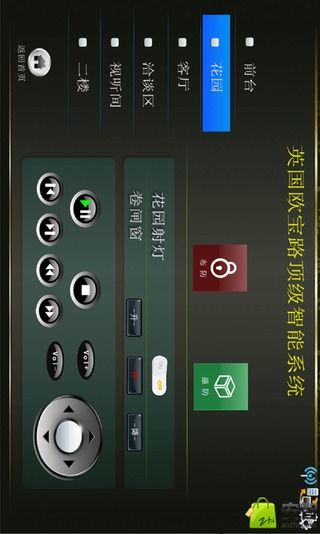 英国欧宝路顶级智能系统
前台
花园
客厅
洽谈区
视听间
二楼
返回首页
布防
撤防
花园射灯
OFF
卷闸窗
-升-
-降-
Vol-
Vol+